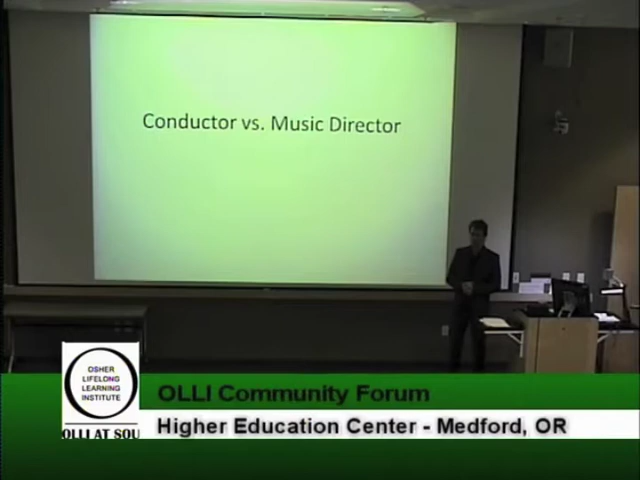 Conductor vs. Music Director
OSHER
LIFELONG
LEARNING
INSTITUTE
OLLI AT SOU
OLLI Community Forum
Higher Education Center - Medford, OR